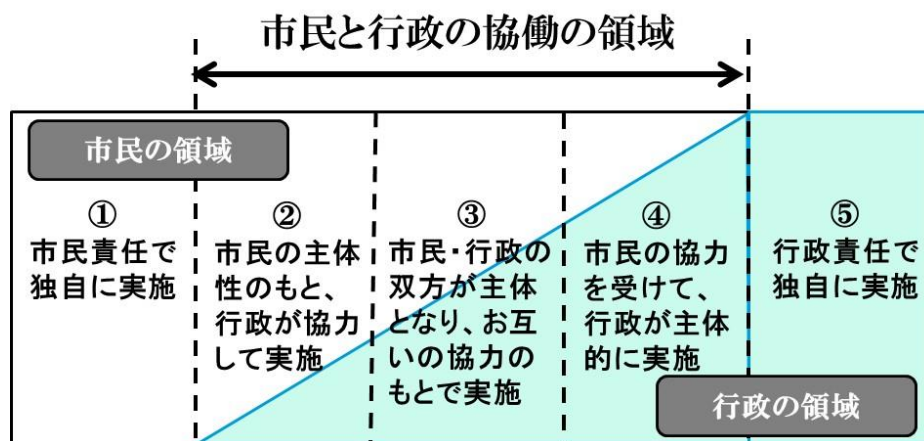 市民と行政の協働の領域
市民の領域
①
市民責任で
独自に実施
②
市民の主体
性のもと、
行政が協力
して実施
③
市民・行政の
双方が主体
となり、お互
いの協力の
もとで実施
④
市民の協力
を受けて、
行政が主体
的に実施
⑤
行政責任で
独自に実施
行政の領域